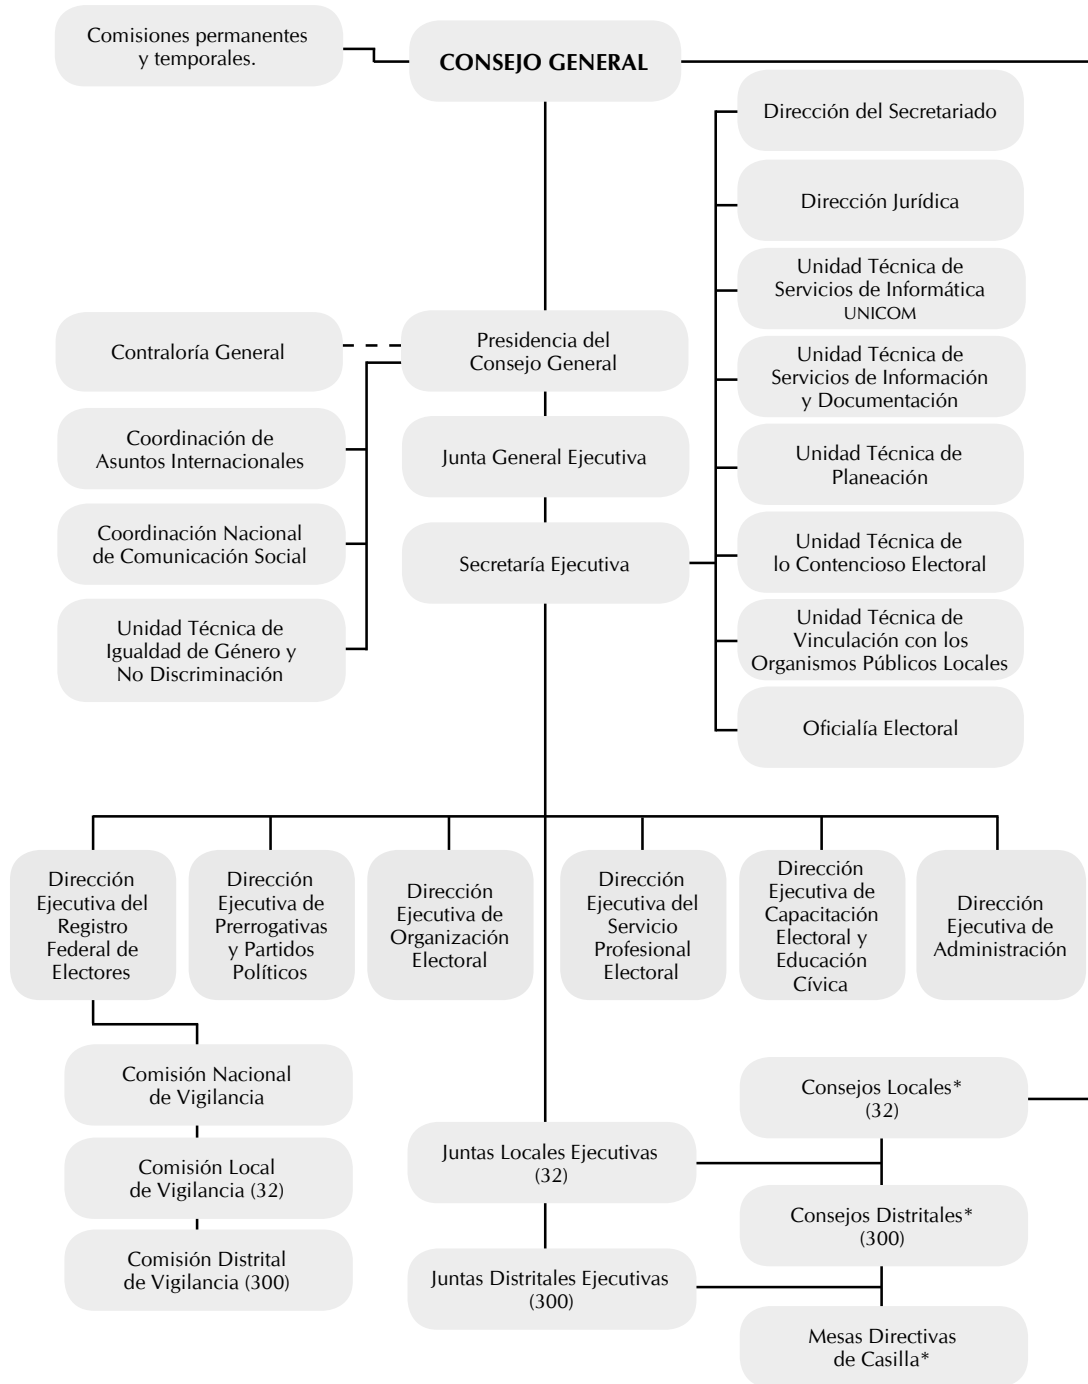 Comisiones permanentes
y temporales.
CONSEJO GENERAL
Dirección del Secretariado
Dirección Jurídica
Unidad Técnica de
Servicios de Informática
UNICOM
Unidad Técnica de
Servicios de Información
y Documentación
Unidad Técnica de
Planeación
Unidad Técnica de
lo Contencioso Electoral
Unidad Técnica de
Vinculación con los
Organismos Públicos Locales
Oficialía Electoral
Contraloría General
Presidencia del
Consejo General
Coordinación de
Asuntos Internacionales
Junta General Ejecutiva
Coordinación Nacional
de Comunicación Social
Secretaría Ejecutiva
Unidad Técnica de
Igualdad de Género y
No Discriminación
Dirección
Ejecutiva del
Registro
Federal de
Electores
Dirección
Ejecutiva de
Prerrogativas
y Partidos
Políticos
Dirección
Ejecutiva de
Organización
Electoral
Dirección
Ejecutiva del
Servicio
Profesional
Electoral
Dirección
Ejecutiva de
Capacitación
Electoral y
Educación
Cívica
Dirección
Ejecutiva de
Administración
Comisión Nacional
de Vigilancia
Comisión Local
de Vigilancia (32)
Comisión Distrital
de Vigilancia (300)
Juntas Locales Ejecutivas
(32)
Juntas Distritales Ejecutivas
(300)
Consejos Locales*
(32)
Consejos Distritales*
(300)
Mesas Directivas
de Casilla*